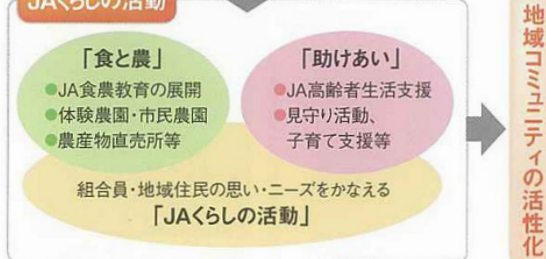 JAくらしの活動
「食と農」
●JA食農教育の展開
●体験農園・市民農園
●農産物直売所等
「助けあい」
●JA高齢者生活支援
●見守り活動、
子育て支援等
組合員・地域住民の思い・ニーズをかなえる
「JAくらしの活動」
地域コミュニティの活性化